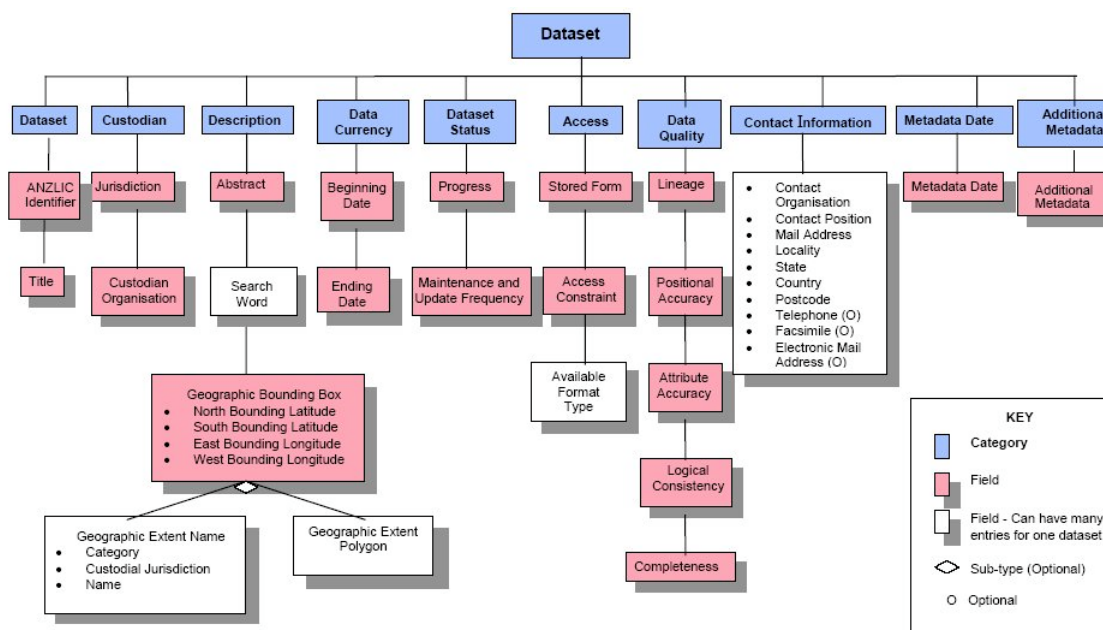 Dataset
Dataset
Custodian
Description
Data
Currency
Dataset
Status
Access
Data
Quality
Contact Information
Metadata Date
Additiona
Metadata
ANZLIC
Identifier
Jurisdiction
Abstract
Beginning
Date
Progress
Stored Form
Lineage
• Contact
Organisation
• Contact Position
• Mail Address
• Locality
• State
• Country
• Postcode
• Telephone (O)
• Facsimile (O)
• Electronic Mail
Address (O)
Metadata Date
Additional
Metadata
Title
Custodian
Organisation
Search
Word
Ending
Date
Maintenance and
Update Frequency
Access
Constraint
Positional
Accuracy
Geographic Bounding Box
• North Bounding Latitude
• South Bounding Latitude
• East Bounding Longitude
• West Bounding Longitude
Available
Format
Type
Attribute
Accuracy
Logical
Consistency
Geographic Extent Name
• Category
• Custodial Jurisdiction
• Name
Geographic Extent
Polygon
Completeness
KEY
Category
Field
Field - Can have many
entries for one dataset
Sub-type (Optional)
O Optional